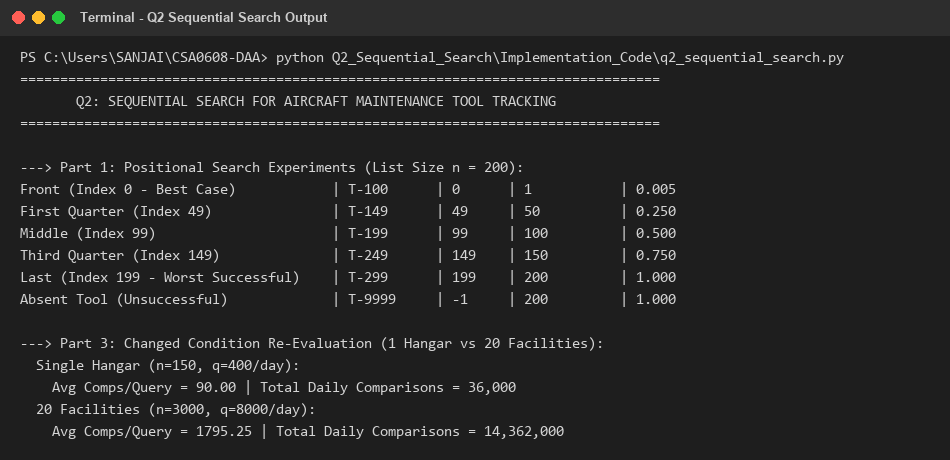 Terminal - Q2 Sequential Search Output
PS C:\Users\SANJAI\CSA0608-DAA> python Q2_Sequential_Search\Implementation_Code\q2_sequential_search.py
================================================================================
Q2: SEQUENTIAL SEARCH FOR AIRCRAFT MAINTENANCE TOOL TRACKING
================================================================================
---> Part 1: Positional Search Experiments (List Size n = 200):
Front (Index 0 - Best Case) | T-100 | 0 | 1 | 0.005
First Quarter (Index 49) | T-149 | 49 | 50 | 0.250
Middle (Index 99) | T-199 | 99 | 100 | 0.500
Third Quarter (Index 149) | T-249 | 149 | 150 | 0.750
Last (Index 199 - Worst Successful) | T-299 | 199 | 200 | 1.000
Absent Tool (Unsuccessful) | T-9999 | -1 | 200 | 1.000
---> Part 3: Changed Condition Re-Evaluation (1 Hangar vs 20 Facilities):
Single Hangar (n=150, q=400/day):
Avg Comps/Query = 90.00 | Total Daily Comparisons = 36,000
20 Facilities (n=3000, q=8000/day):
Avg Comps/Query = 1795.25 | Total Daily Comparisons = 14,362,000